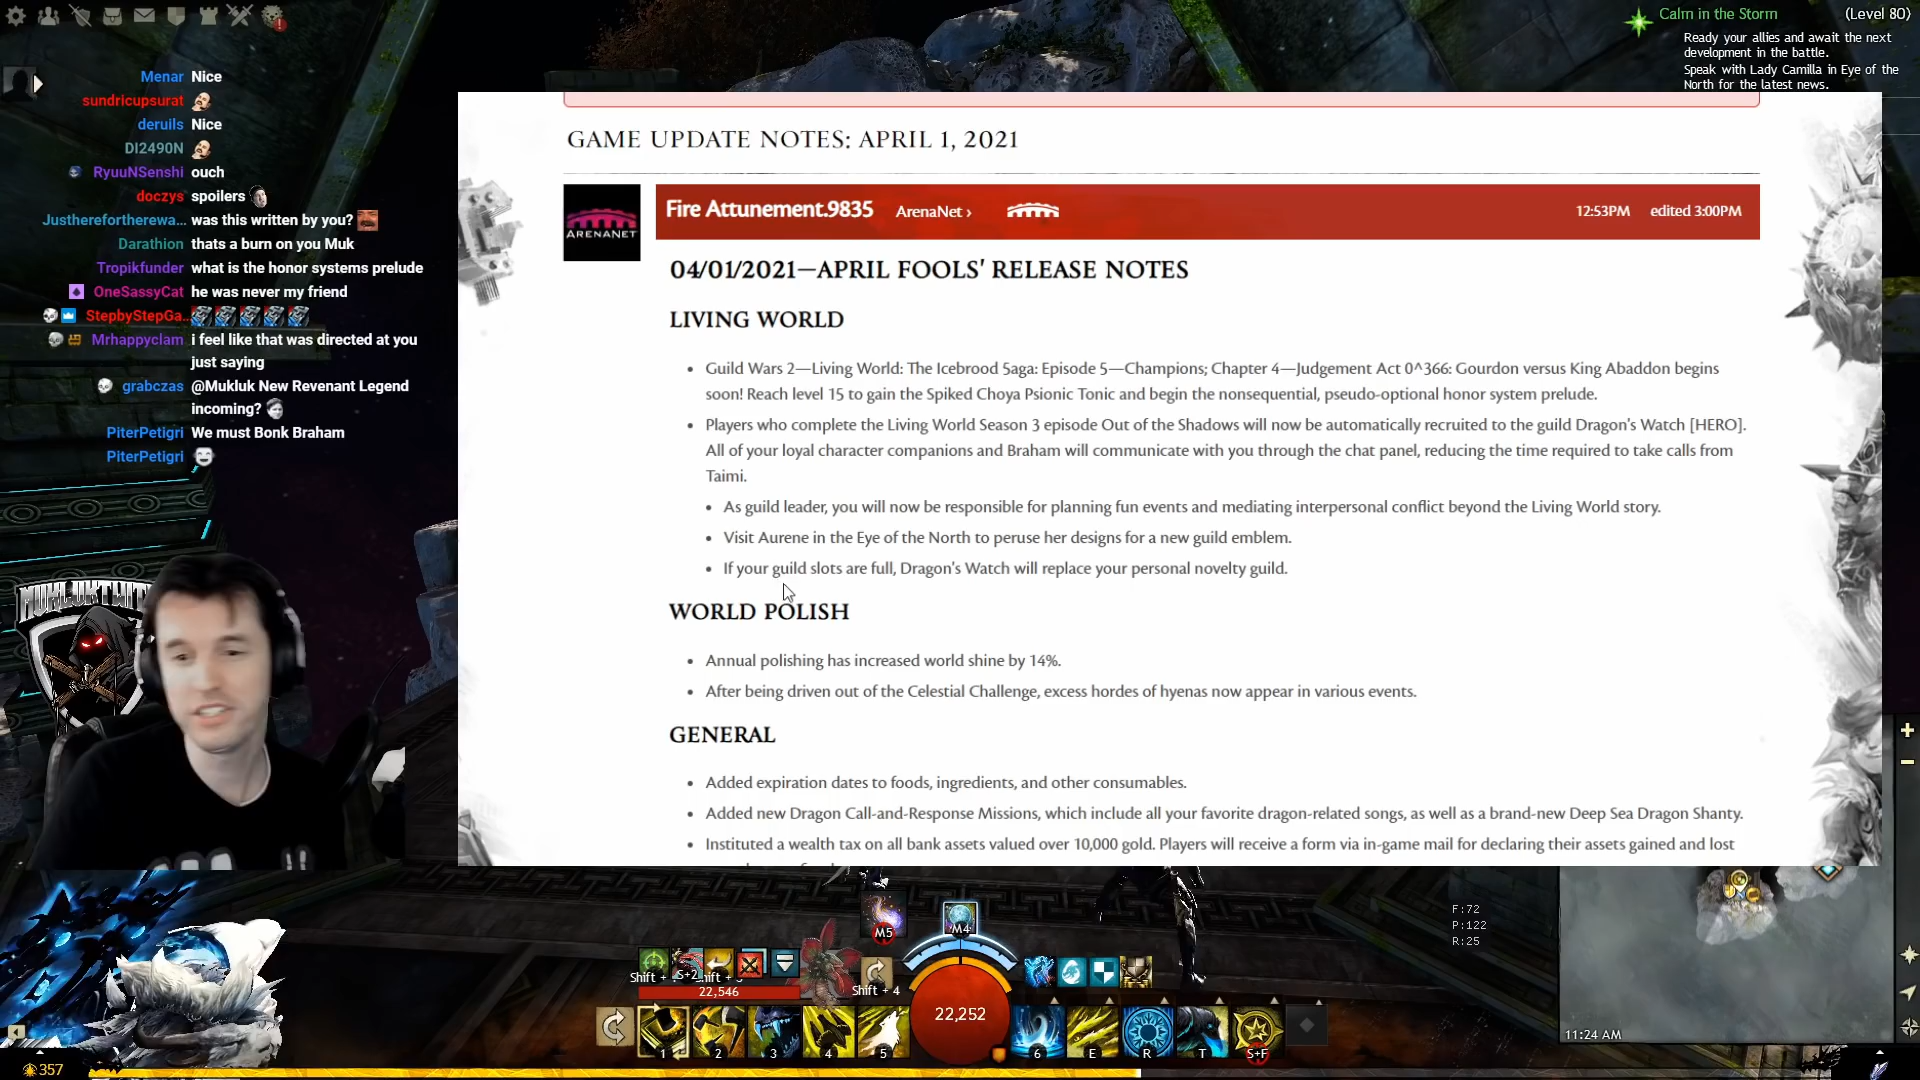 Calm in the Storm
(Level 80)
Ready your allies and await the next
development in the battle.
Speak with Lady Camilla in Eye of the
North for the latest news.
Menar Nice
sundricupsurat
deruils Nice
DI2490N
RyuuNSenshi ouch
doczys spoilers
Justherefortherewa... was this written by you?
Darathion thats a burn on you Muk
Tropikfunder what is the honor systems prelude
OneSassyCat he was never my friend
StepbyStepGa...
Mrhappyclam i feel like that was directed at you
just saying
grabczas @Mukluk New Revenant Legend
incoming?
PiterPetigri We must Bonk Braham
PiterPetigri
GAME UPDATE NOTES: APRIL 1, 2021
ARENANET
Fire Attunement.9835 ArenaNet ›
12:53PM edited 3:00PM
04/01/2021—APRIL FOOLS' RELEASE NOTES
LIVING WORLD
• Guild Wars 2—Living World: The Icebrood 5aga: Episode 5—Champions; Chapter 4—Judgement Act 0^366: Gourdon versus King Abaddon begins
soon! Reach level 15 to gain the Spiked Choya Psionic Tonic and begin the nonsequential, pseudo-optional honor system prelude.
• Players who complete the Living World Season 3 episode Out of the Shadows will now be automatically recruited to the guild Dragon's Watch [HERO].
All of your loyal character companions and Braham will communicate with you through the chat panel, reducing the time required to take calls from
Taimi.
• As guild leader, you will now be responsible for planning fun events and mediating interpersonal conflict beyond the Living World story.
• Visit Aurene in the Eye of the North to peruse her designs for a new guild emblem.
• If your guild slots are full, Dragon's Watch will replace your personal novelty guild.
WORLD POLISH
• Annual polishing has increased world shine by 14%.
• After being driven out of the Celestial Challenge, excess hordes of hyenas now appear in various events.
GENERAL
• Added expiration dates to foods, ingredients, and other consumables.
• Added new Dragon Call-and-Response Missions, which include all your favorite dragon-related songs, as well as a brand-new Deep Sea Dragon Shanty.
• Instituted a wealth tax on all bank assets valued over 10,000 gold. Players will receive a form via in-game mail for declaring their assets gained and lost
F:72
P:122
R:25
M5
M4
Shift +
S+2
Shift + 4
22,546
22,252
1
2
3
4
5
6
E
R
T
S+F
11:24 AM
357